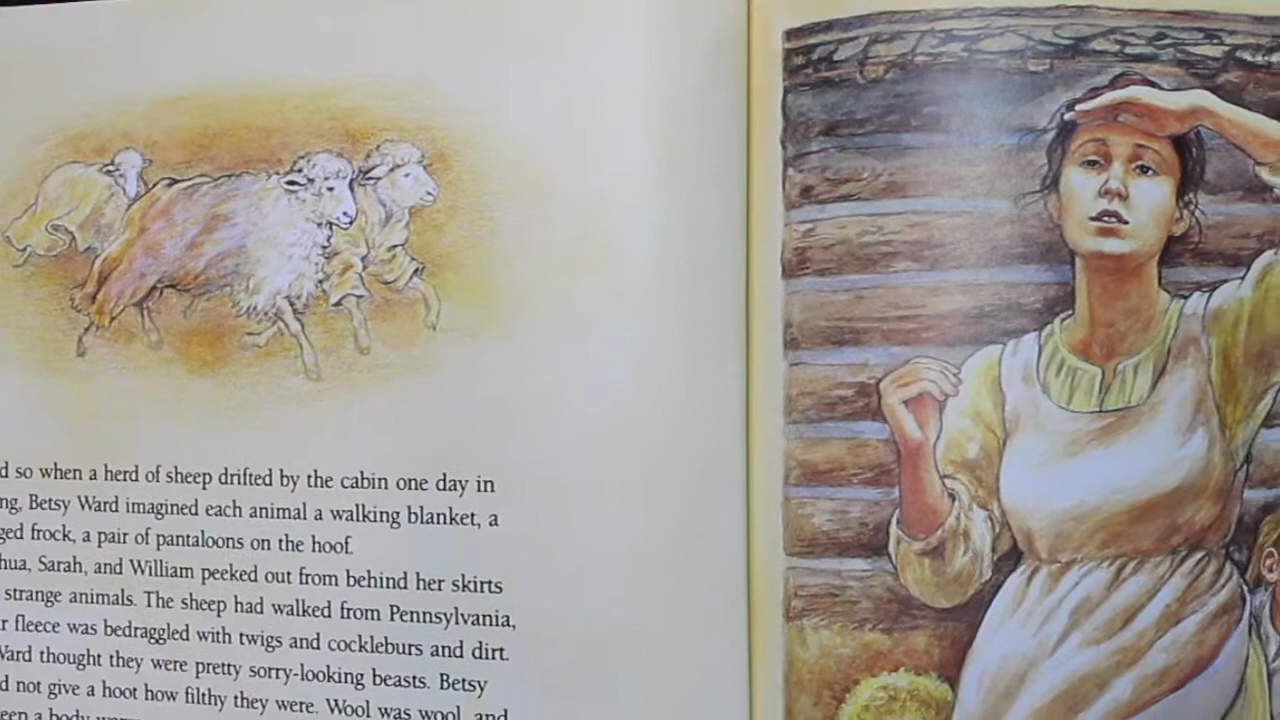 d so when a herd of sheep drifted by the cabin one day in
ng, Betsy Ward imagined each animal a walking blanket, a
ged frock, a pair of pantaloons on the hoof.
hua, Sarah, and William peeked out from behind her skirts
strange animals. The sheep had walked from Pennsylvania,
r fleece was bedraggled with twigs and cockleburs and dirt.
Ward thought they were pretty sorry-looking beasts. Betsy
d not give a hoot how filthy they were. Wool was wool, and
een a body